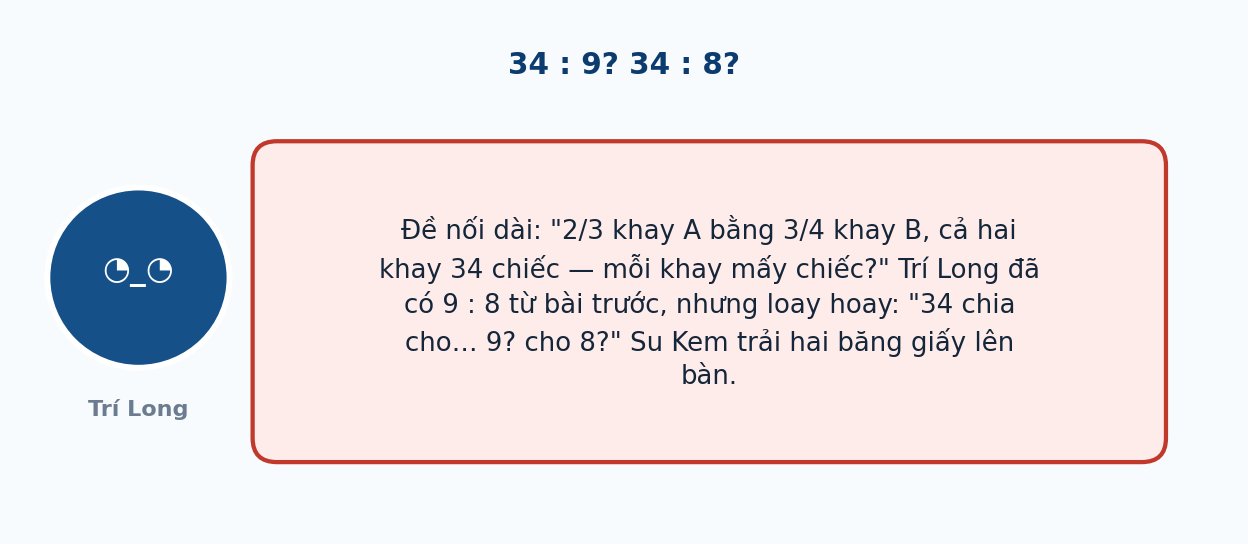 34 : 9? 34 : 8?
Đề nối dài: "2/3 khay A bằng 3/4 khay B, cả hai
khay 34 chiếc — mỗi khay mấy chiếc?" Trí Long đã
có 9 : 8 từ bài trước, nhưng loay hoay: "34 chia
cho… 9? cho 8?" Su Kem trải hai băng giấy lên
bàn.
◔_◔
Trí Long